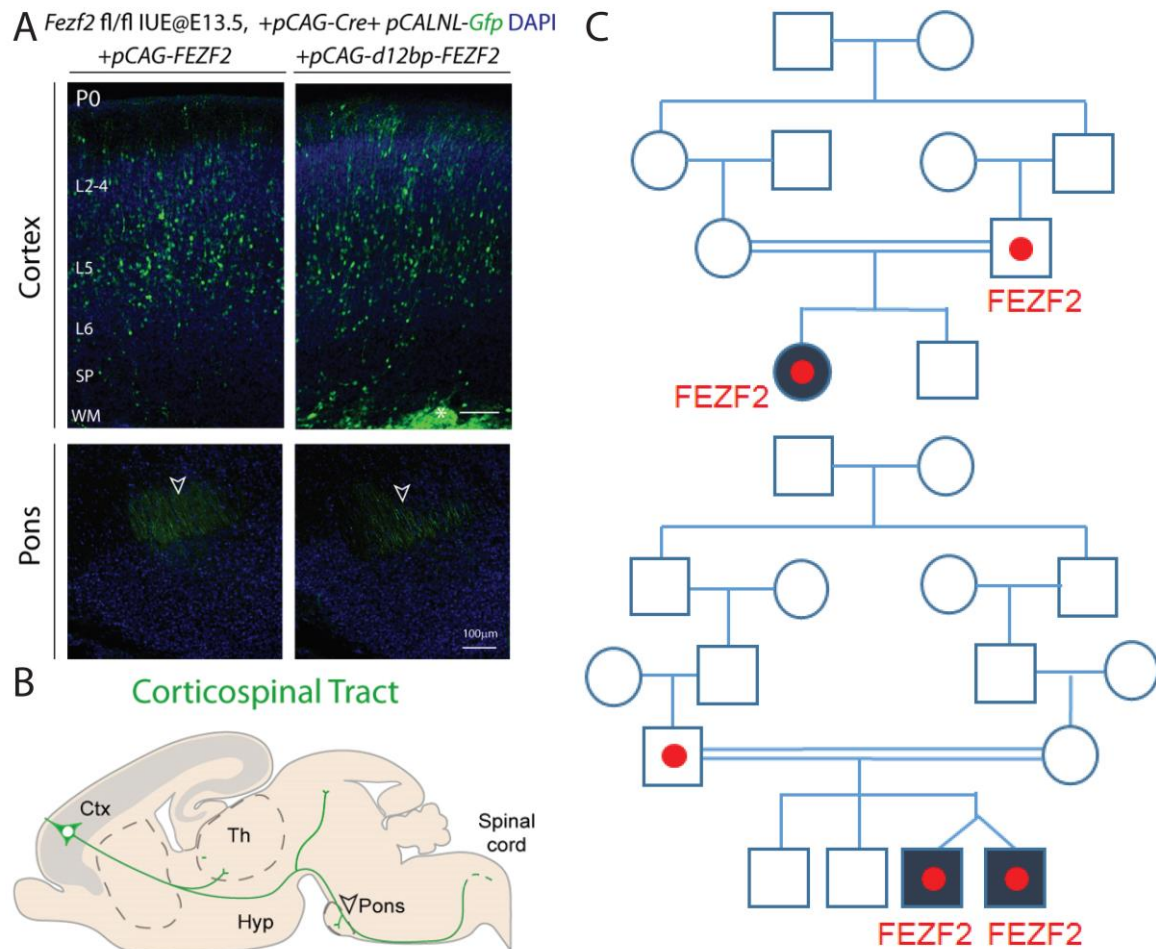 A
Fezf2 fl/fl IUE@E13.5, +pCAG-Cre+ pCALNL-Gfp DAPI
+pCAG-FEZF2
+pCAG-d12bp-FEZF2
Cortex
P0
L2-4
L5
L6
SP
WM
*
Pons
100µm
B
Corticospinal Tract
Ctx
Th
Hyp
Pons
Spinal
cord
C
FEZF2
FEZF2
FEZF2 FEZF2